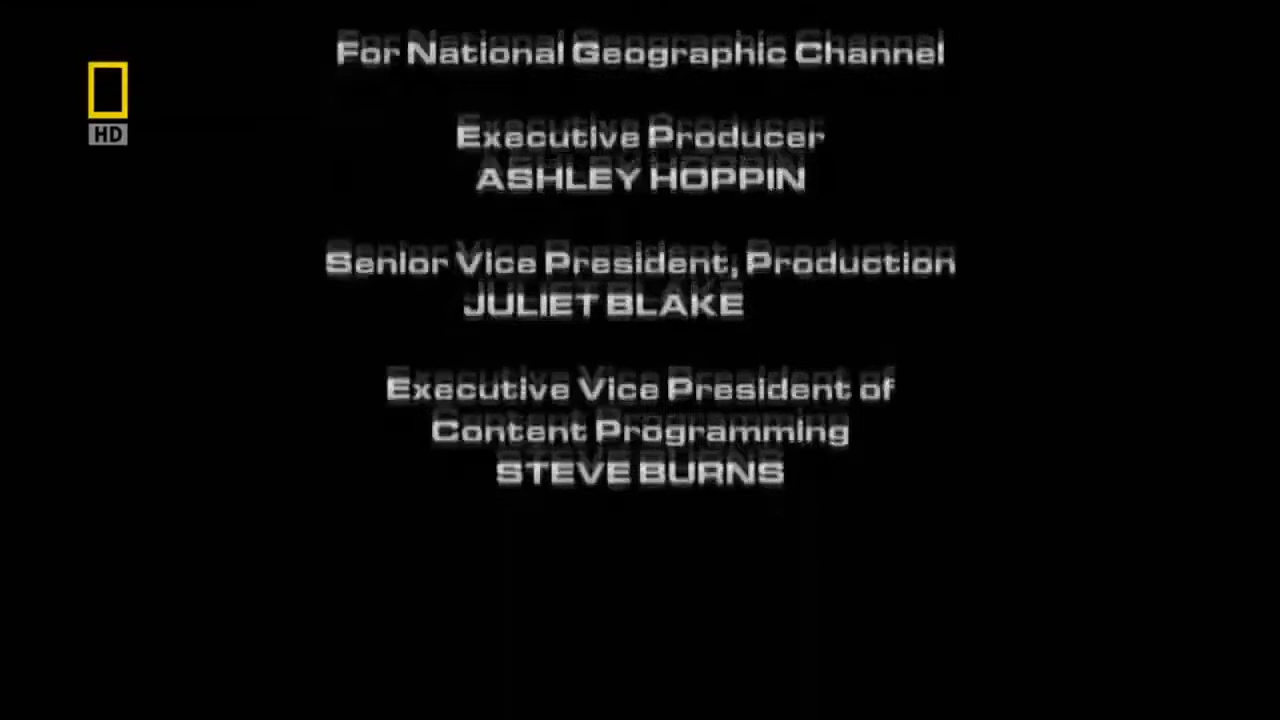 For National Geographic Channel
HD
Executive Producer
ASHLEY HOPPIN
Senior Vice President, Production
JULIET BLAKE
Executive Vice President of
Content Programming
STEVE BURNS